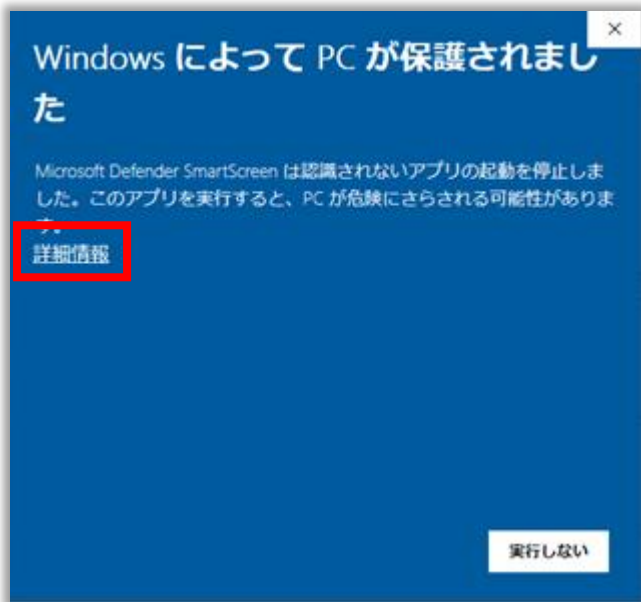 Windows によって PC が保護されまし
た
Microsoft Defender SmartScreen は認識されないアプリの起動を停止しま
した。このアプリを実行すると、PC が危険にさらされる可能性がありま
す。
詳細情報
実行しない